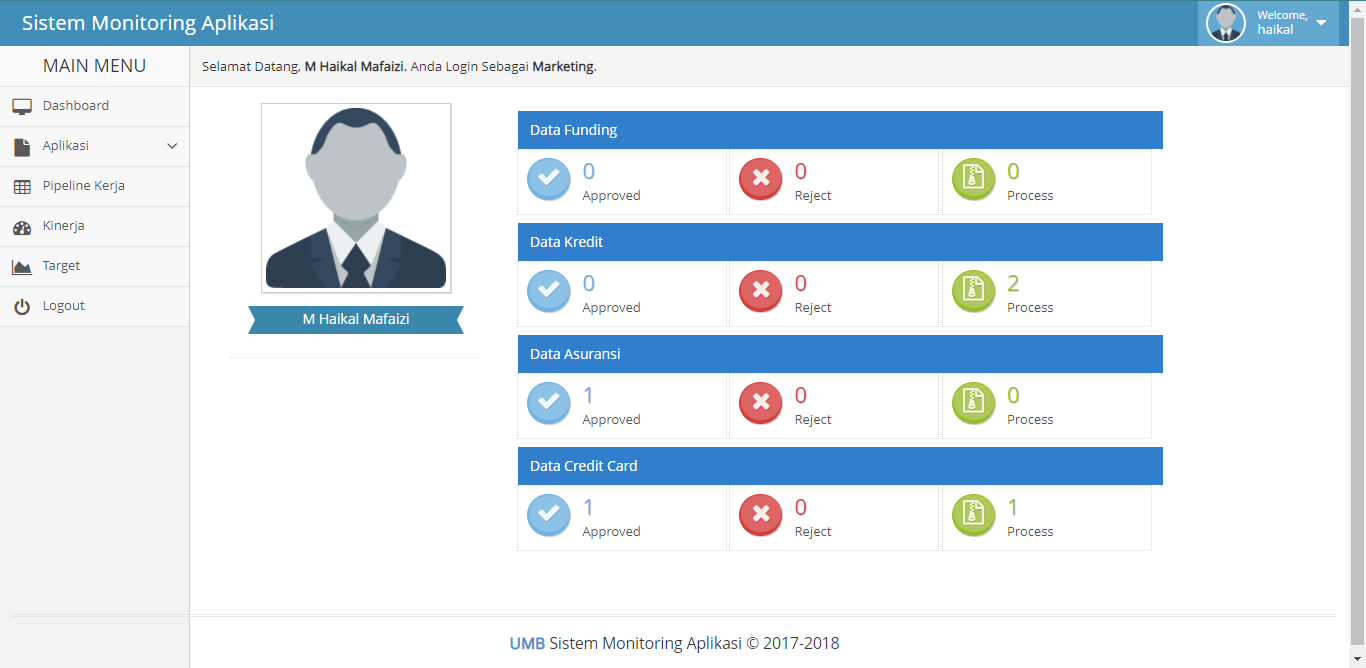 Sistem Monitoring Aplikasi
Welcome,
haikal
MAIN MENU
Dashboard
Aplikasi
Pipeline Kerja
Kinerja
Target
Logout
Selamat Datang, M Haikal Mafaizi. Anda Login Sebagai Marketing.
M Haikal Mafaizi
Data Funding
0
Approved
0
Reject
0
Process
Data Kredit
0
Approved
0
Reject
2
Process
Data Asuransi
1
Approved
0
Reject
0
Process
Data Credit Card
1
Approved
0
Reject
1
Process
UMB Sistem Monitoring Aplikasi © 2017-2018